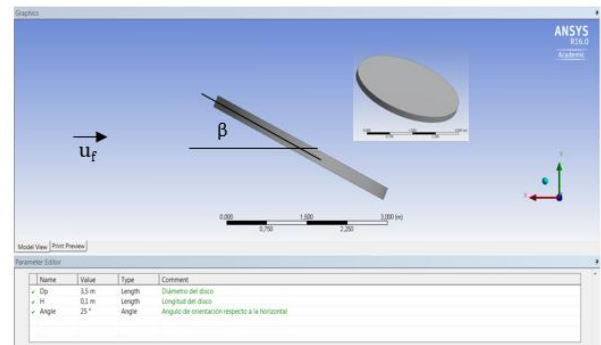 Graphics
ANSYS
R16.0
Academic
β
u_f
0,000 1,500 3,000 (m)
0,750 2,250
Model View Print Preview
Parameter Editor
Name Value Type Comment
Dp 3,5 m Length Diámetro del disco
H 0,1 m Length Longitud del disco
Angle 25 ° Angle Angulo de orientación respecto a la horizontal